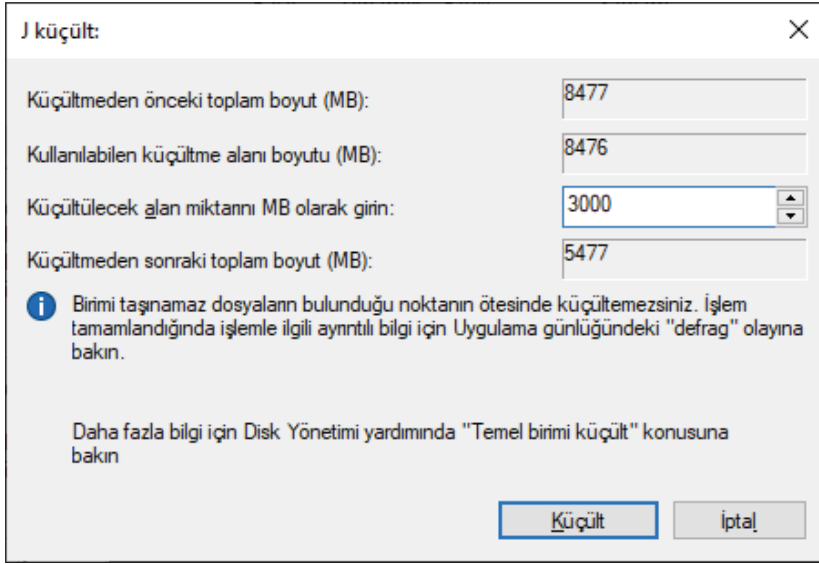 J küçült:
Küçültmeden önceki toplam boyut (MB): 8477
Kullanılabilen küçültme alanı boyutu (MB): 8476
Küçültülecek alan miktarını MB olarak girin: 3000
Küçültmeden sonraki toplam boyut (MB): 5477
Birimi taşınamaz dosyaların bulunduğu noktanın ötesinde küçültemezsiniz. İşlem
tamamlandığında işlemle ilgili ayrıntılı bilgi için Uygulama günlüğündeki "defrag" olayına
bakın.
Daha fazla bilgi için Disk Yönetimi yardımında "Temel birimi küçült" konusuna
bakın
Küçült İptal